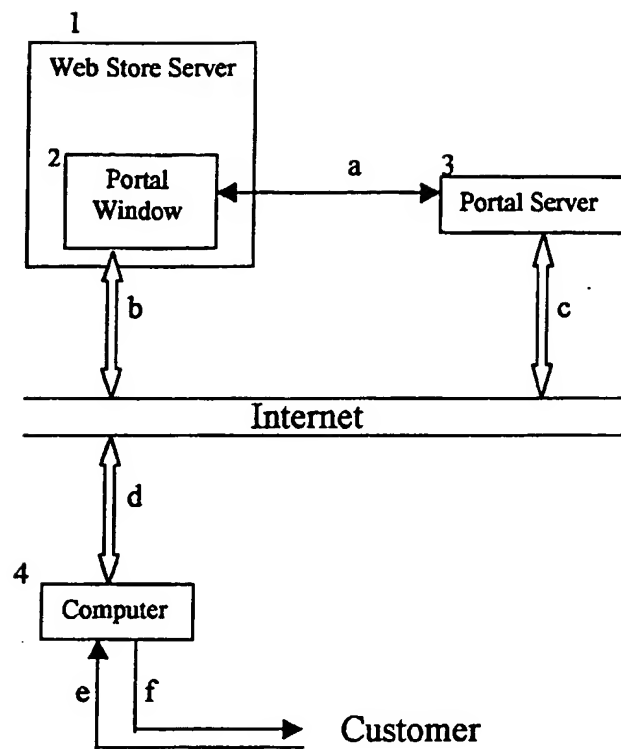 1
Web Store Server
2
Portal
Window
a
3
Portal Server
b
c
Internet
d
4
Computer
e
f
Customer